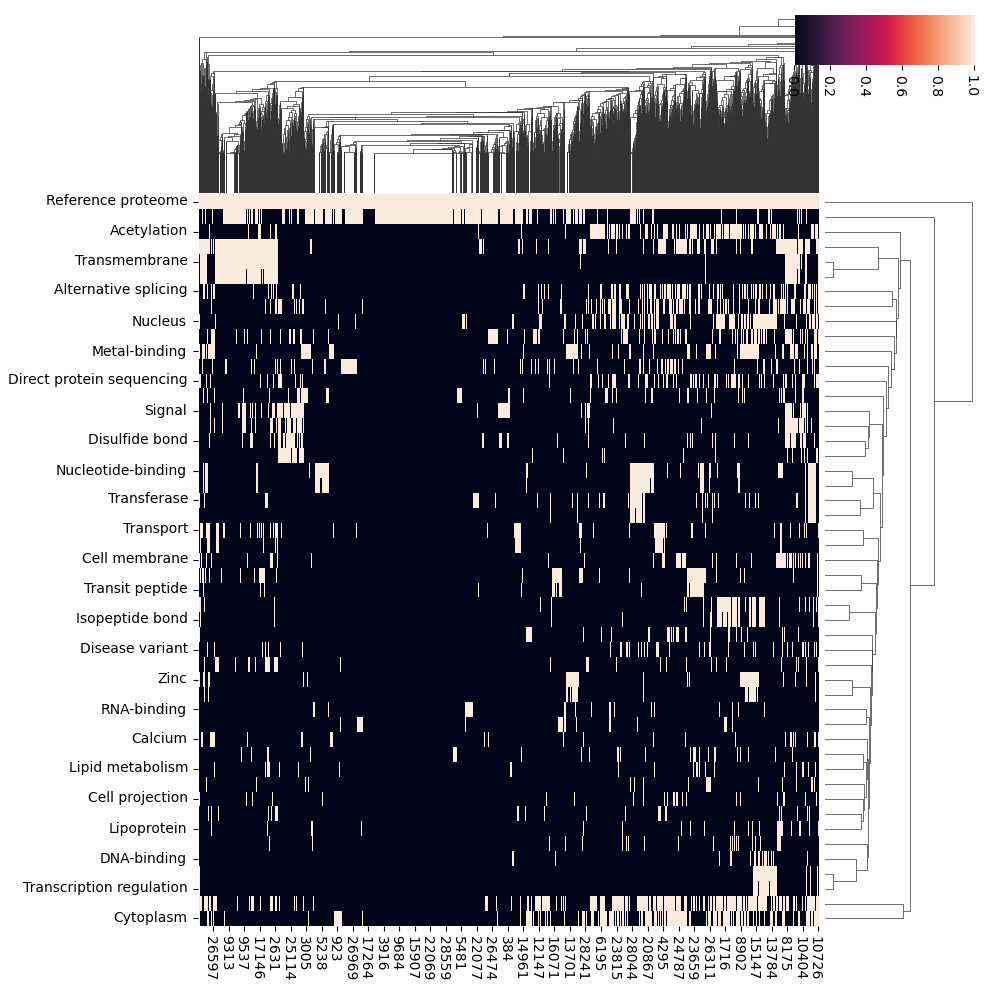 0.0
0.2
0.4
0.6
0.8
1.0
Reference proteome
Acetylation
Transmembrane
Alternative splicing
Nucleus
Metal-binding
Direct protein sequencing
Signal
Disulfide bond
Nucleotide-binding
Transferase
Transport
Cell membrane
Transit peptide
Isopeptide bond
Disease variant
Zinc
RNA-binding
Calcium
Lipid metabolism
Cell projection
Lipoprotein
DNA-binding
Transcription regulation
Cytoplasm
26597
9313
9537
17146
2631
25114
3005
5238
923
26969
17264
3916
9684
15907
22069
28559
5481
22077
26474
384
14961
12147
16071
13701
28241
6195
23815
28044
20867
4295
24787
23659
26311
8902
15147
13784
8175
10404
10726